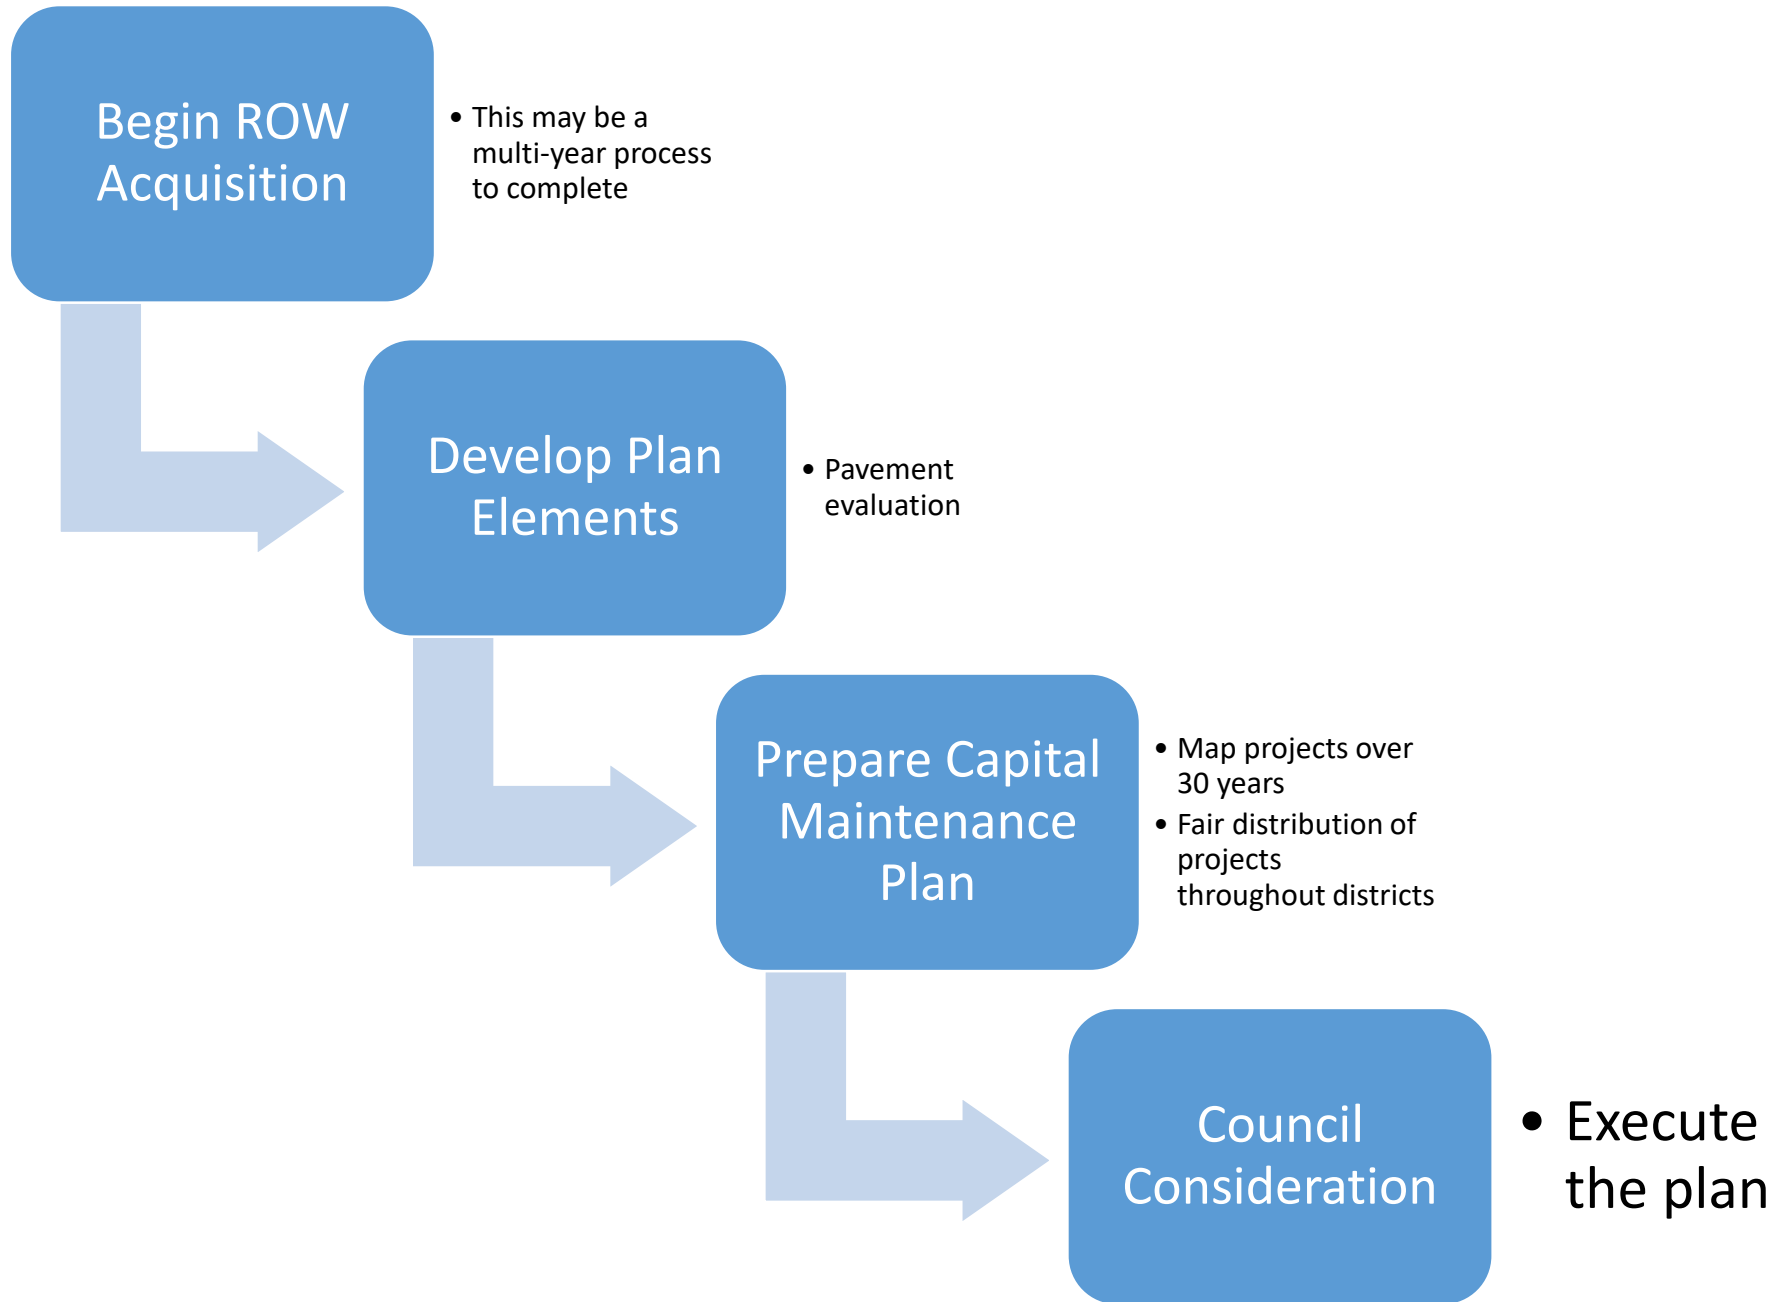 Begin ROW
Acquisition
• This may be a
multi-year process
to complete
Develop Plan
Elements
• Pavement
evaluation
Prepare Capital
Maintenance
Plan
• Map projects over
30 years
• Fair distribution of
projects
throughout districts
Council
Consideration
• Execute
the plan